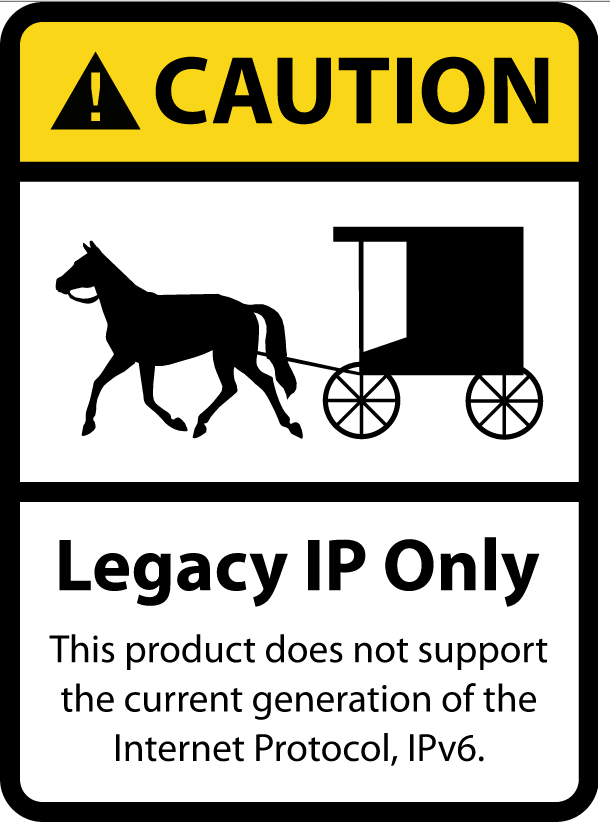 CAUTION
Legacy IP Only
This product does not support
the current generation of the
Internet Protocol, IPv6.